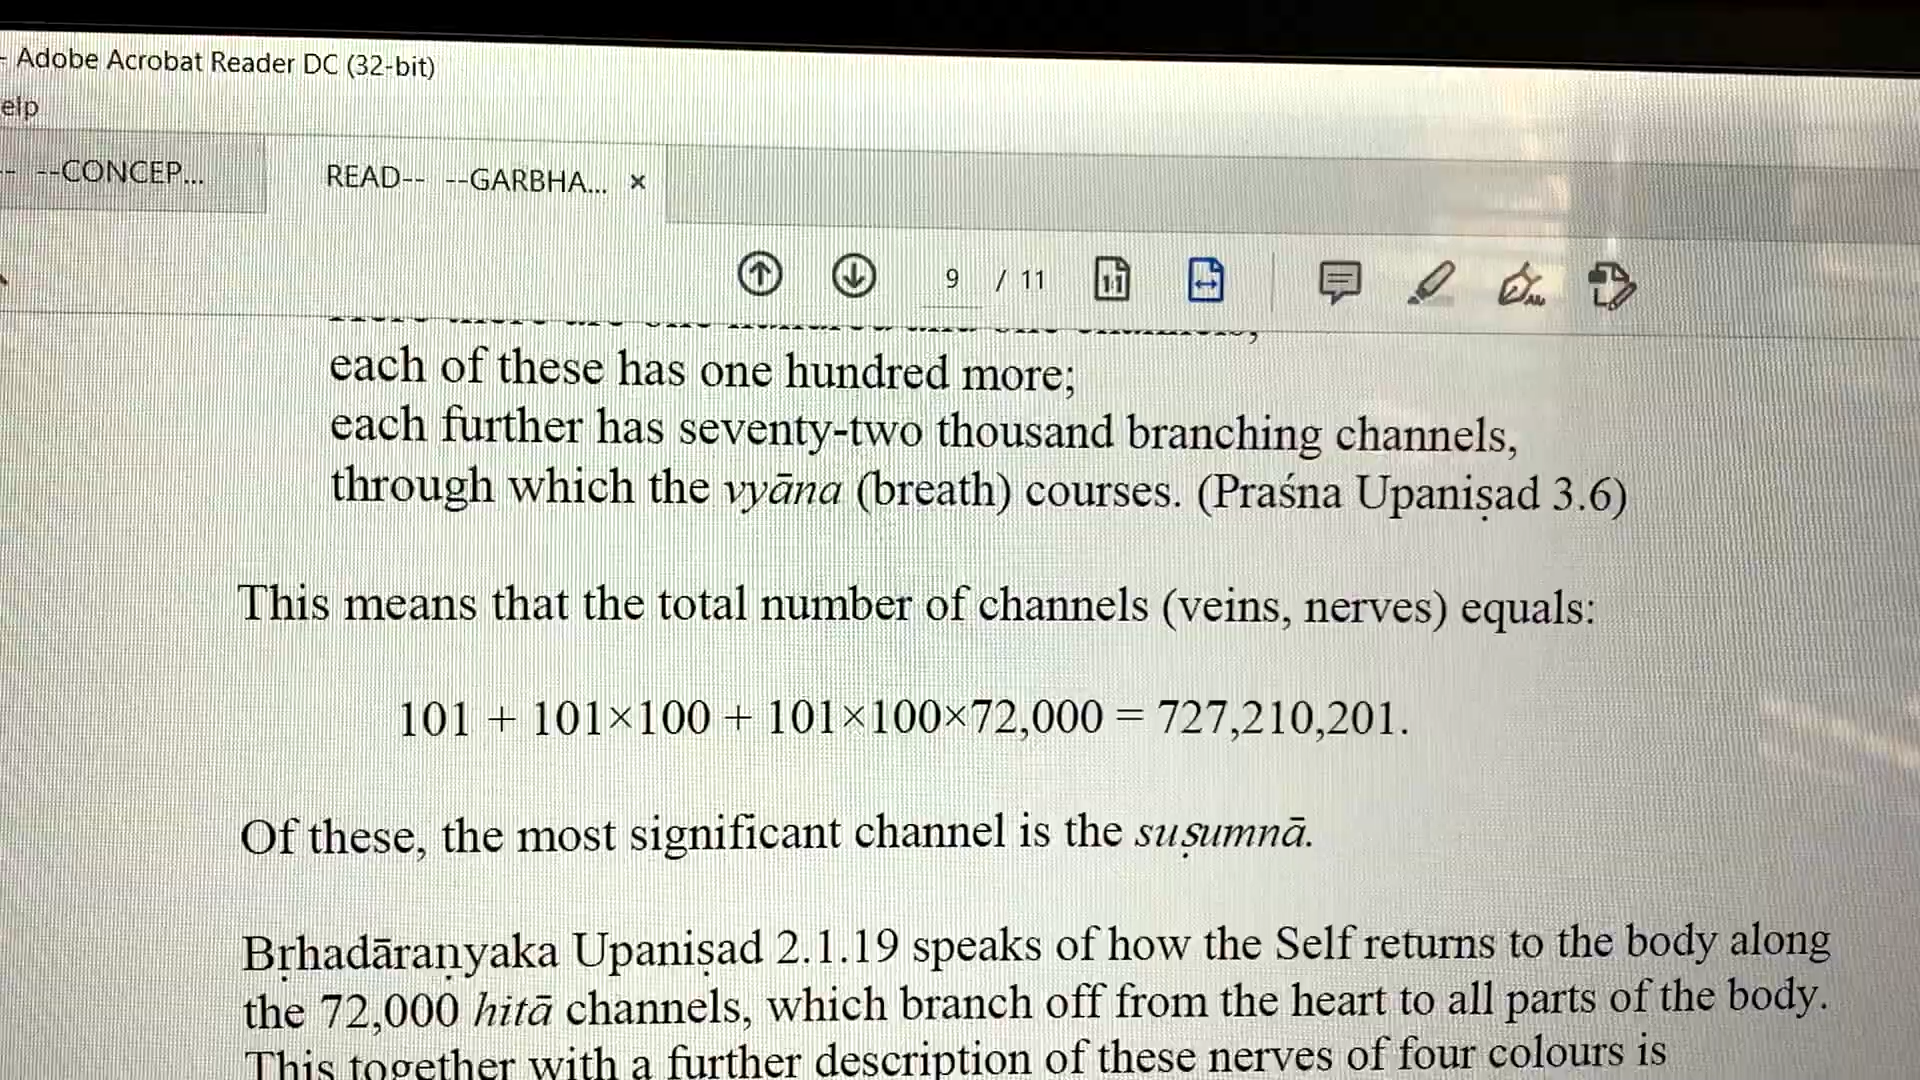 - Adobe Acrobat Reader DC (32-bit)
elp
-- --CONCEP...
READ-- --GARBHA... ×
9 / 11
each of these has one hundred more;
each further has seventy-two thousand branching channels,
through which the vyāna (breath) courses. (Praśna Upaniṣad 3.6)
This means that the total number of channels (veins, nerves) equals:
101 + 101×100 + 101×100×72,000 = 727,210,201.
Of these, the most significant channel is the suṣumnā.
Bṛhadāraṇyaka Upaniṣad 2.1.19 speaks of how the Self returns to the body along
the 72,000 hitā channels, which branch off from the heart to all parts of the body.
This together with a further description of these nerves of four colours is